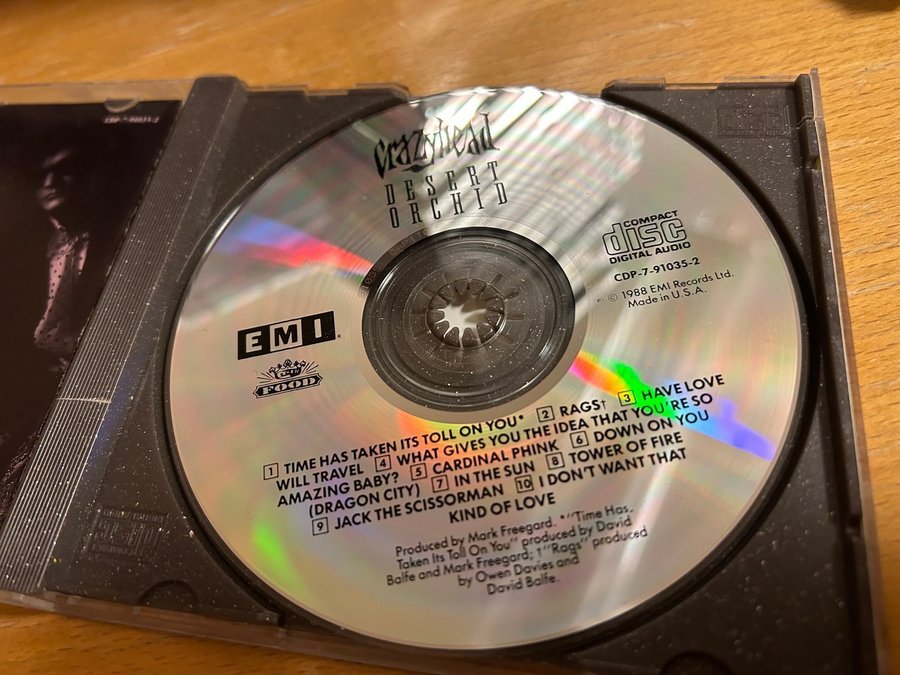 crazyhead
DESERT
ORCHID
COMPACT
disc
DIGITAL AUDIO
CDP-7-91035-2
℗ © 1988 EMI Records Ltd.
Made in U.S.A.
EMI
FOOD
1 TIME HAS TAKEN ITS TOLL ON YOU* 2 RAGS† 3 HAVE LOVE
WILL TRAVEL 4 WHAT GIVES YOU THE IDEA THAT YOU'RE SO
AMAZING BABY? 5 CARDINAL PHINK 6 DOWN ON YOU
(DRAGON CITY) 7 IN THE SUN 8 TOWER OF FIRE
9 JACK THE SCISSORMAN 10 I DON'T WANT THAT
KIND OF LOVE
Produced by Mark Freegard. *"Time Has
Taken Its Toll On You" produced by David
Balfe and Mark Freegard; †"Rags" produced
by Owen Davies and
David Balfe.